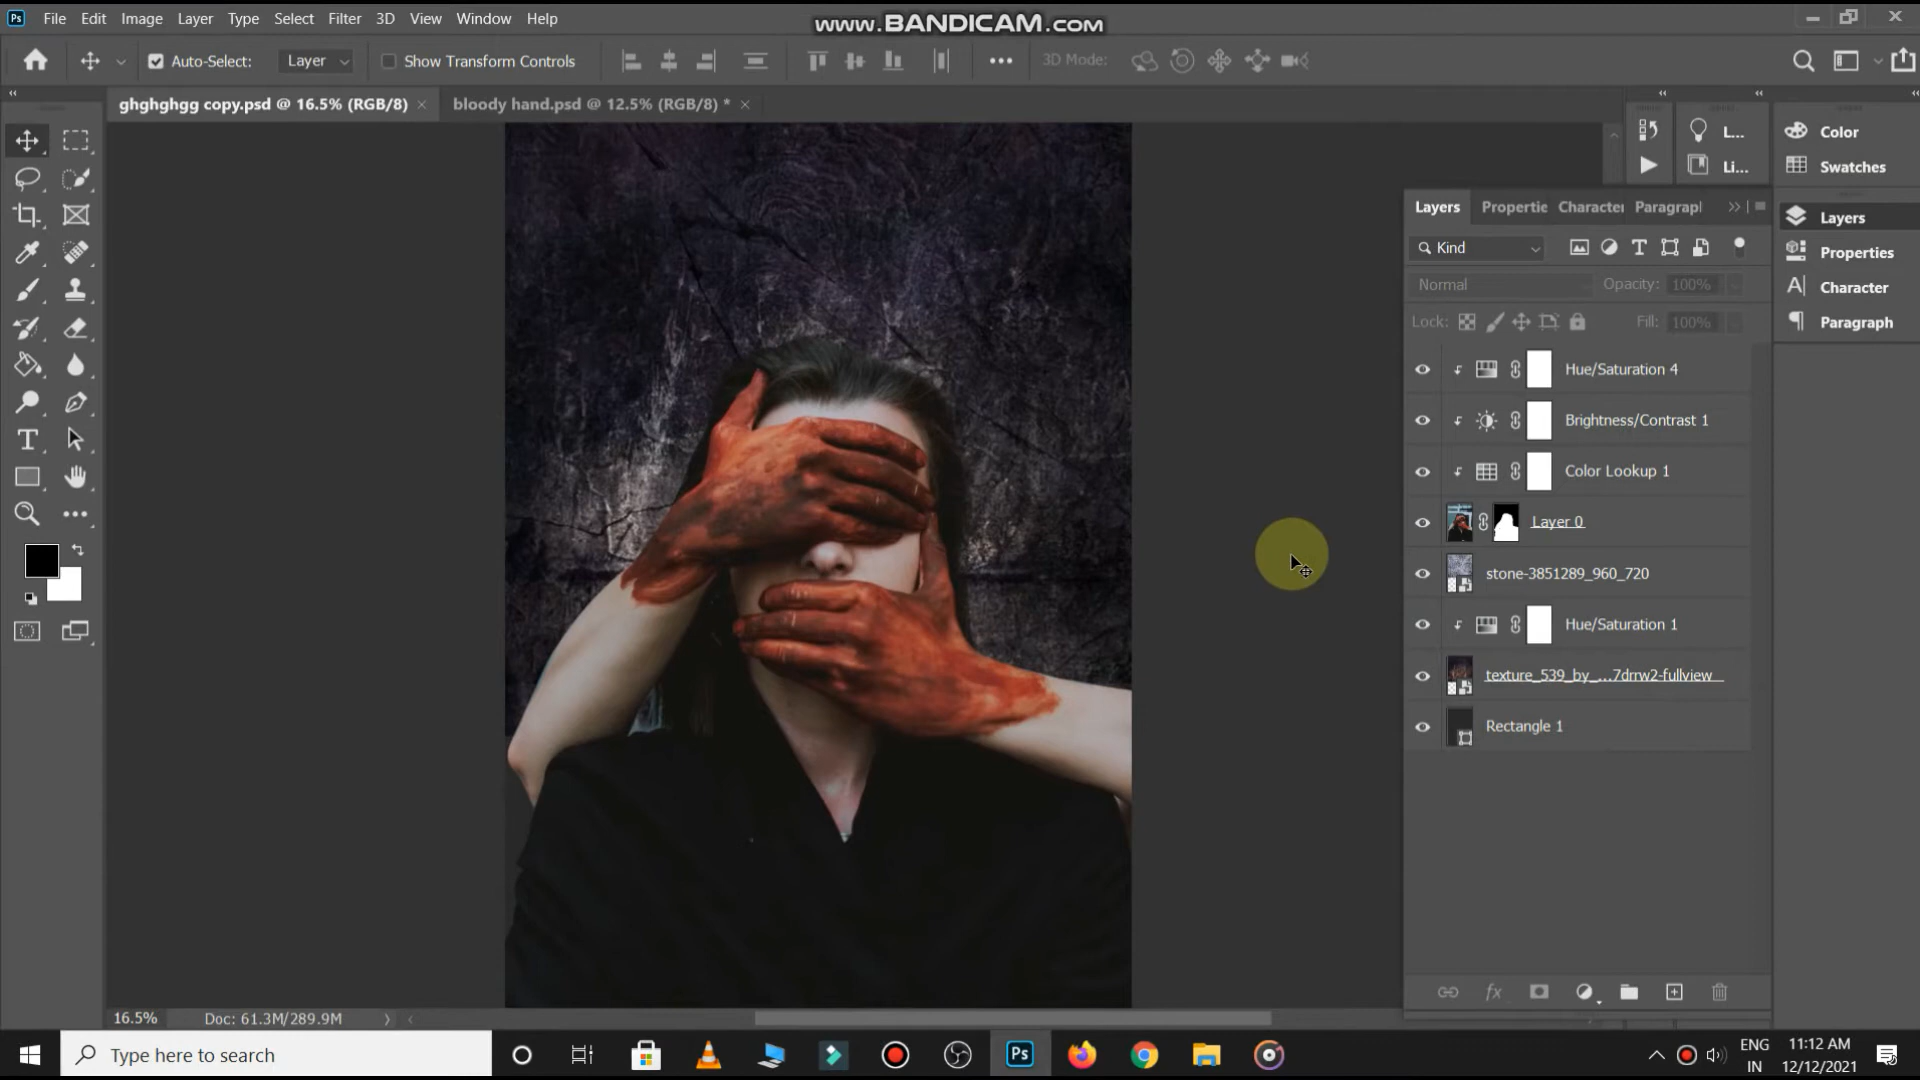 www.BANDICAM.com
File Edit Image Layer Type Select Filter 3D View Window Help
Auto-Select: Layer Show Transform Controls 3D Mode:
ghghghgg copy.psd @ 16.5% (RGB/8) × bloody hand.psd @ 12.5% (RGB/8) * ×
L... Color
Li... Swatches
Layers Propertie Character Paragrapl
Layers
Kind
Properties
Normal Opacity: 100%
Character
Lock: Fill: 100%
Paragraph
Hue/Saturation 4
Brightness/Contrast 1
Color Lookup 1
Layer 0
stone-3851289_960_720
Hue/Saturation 1
texture_539_by_...7drrw2-fullview
Rectangle 1
fx
16.5% Doc: 61.3M/289.9M
Type here to search
Ps
ENG
IN
11:12 AM
12/12/2021